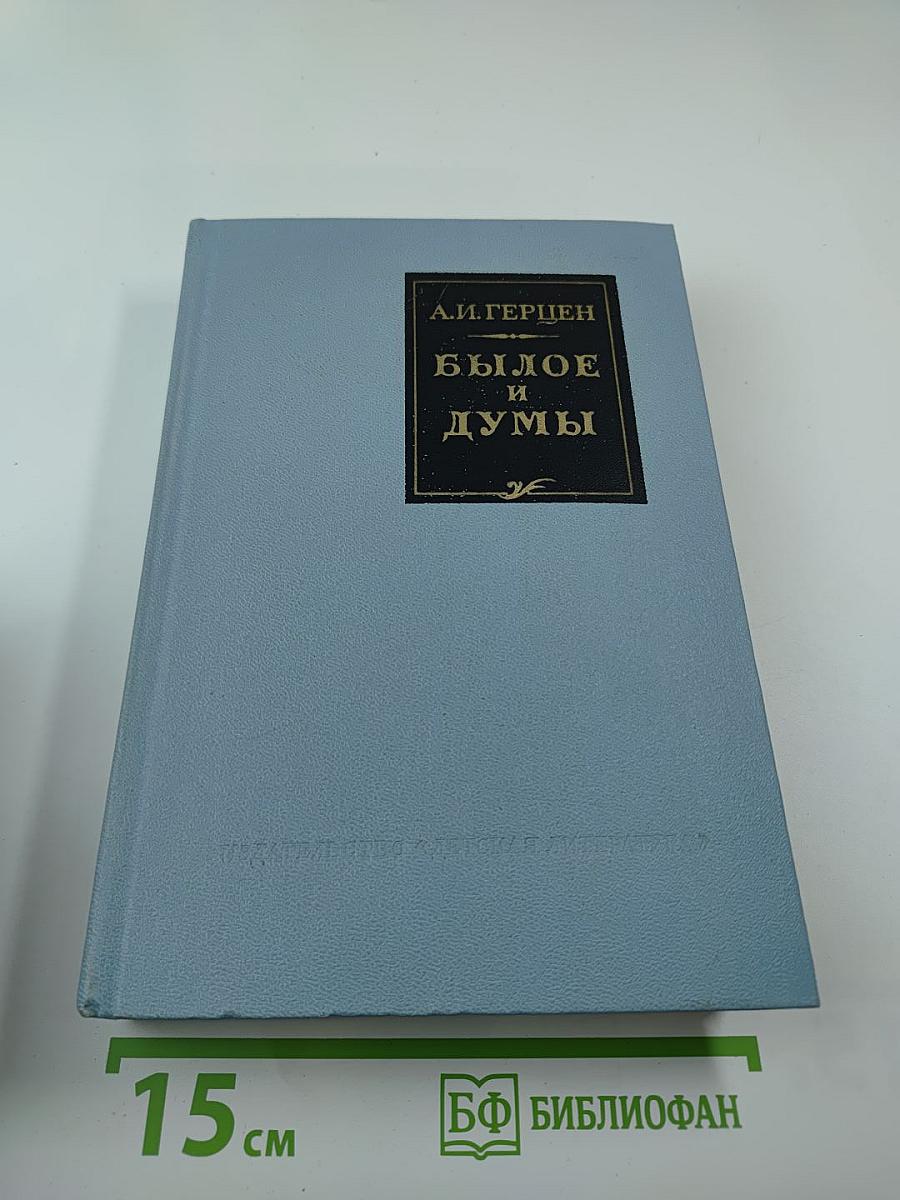 А.И. ГЕРЦЕН
БЫЛОЕ
И
ДУМЫ
15 см
БФ БИБЛИОФАН